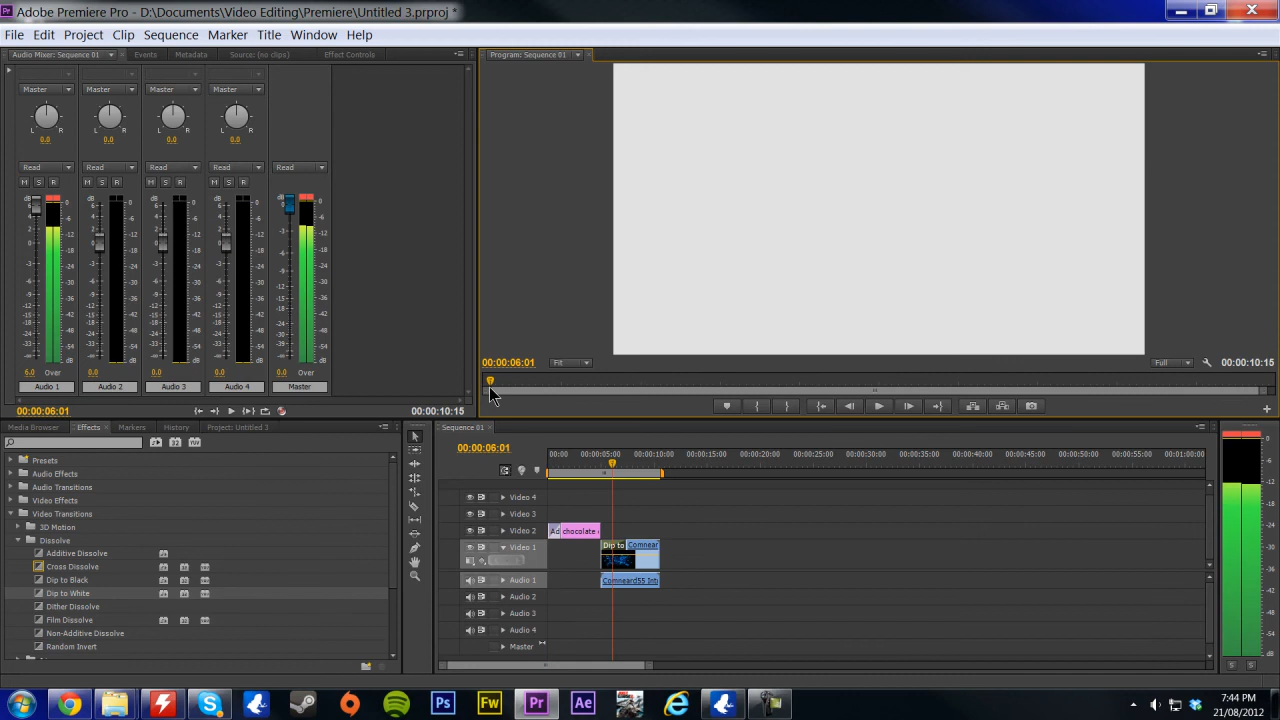 Adobe Premiere Pro - D:\Documents\Video Editing\Premiere\Untitled 3.prproj *
File Edit Project Clip Sequence Marker Title Window Help
Audio Mixer: Sequence 01 Events Metadata Source: (no clips) Effect Controls
Program: Sequence 01
Master Master Master Master
L R L R L R L R
0.0 0.0 0.0 0.0
Read Read Read Read Read
M S R M S R M S R M S R
6.0 Over 0.0 0.0 0.0 0.0 Over
Audio 1 Audio 2 Audio 3 Audio 4 Master
00:00:06:01 00:00:10:15
00:00:06:01 Fit Full 00:00:10:15
Media Browser Effects Markers History Project: Untitled 3
Presets
Audio Effects
Audio Transitions
Video Effects
Video Transitions
3D Motion
Dissolve
Additive Dissolve
Cross Dissolve
Dip to Black
Dip to White
Dither Dissolve
Film Dissolve
Non-Additive Dissolve
Random Invert
Sequence 01
00:00:06:01
00:00 00:00:05:00 00:00:10:00 00:00:15:00 00:00:20:00 00:00:25:00 00:00:30:00 00:00:35:00 00:00:40:00 00:00:45:00 00:00:50:00 00:00:55:00 00:01:00:00
Video 4
Video 3
Video 2 Ad chocolate
Video 1 Dip to Comnear
Audio 1 Comneard55 Int
Audio 2
Audio 3
Audio 4
Master
Ps Fw Pr Ae
7:44 PM
21/08/2012